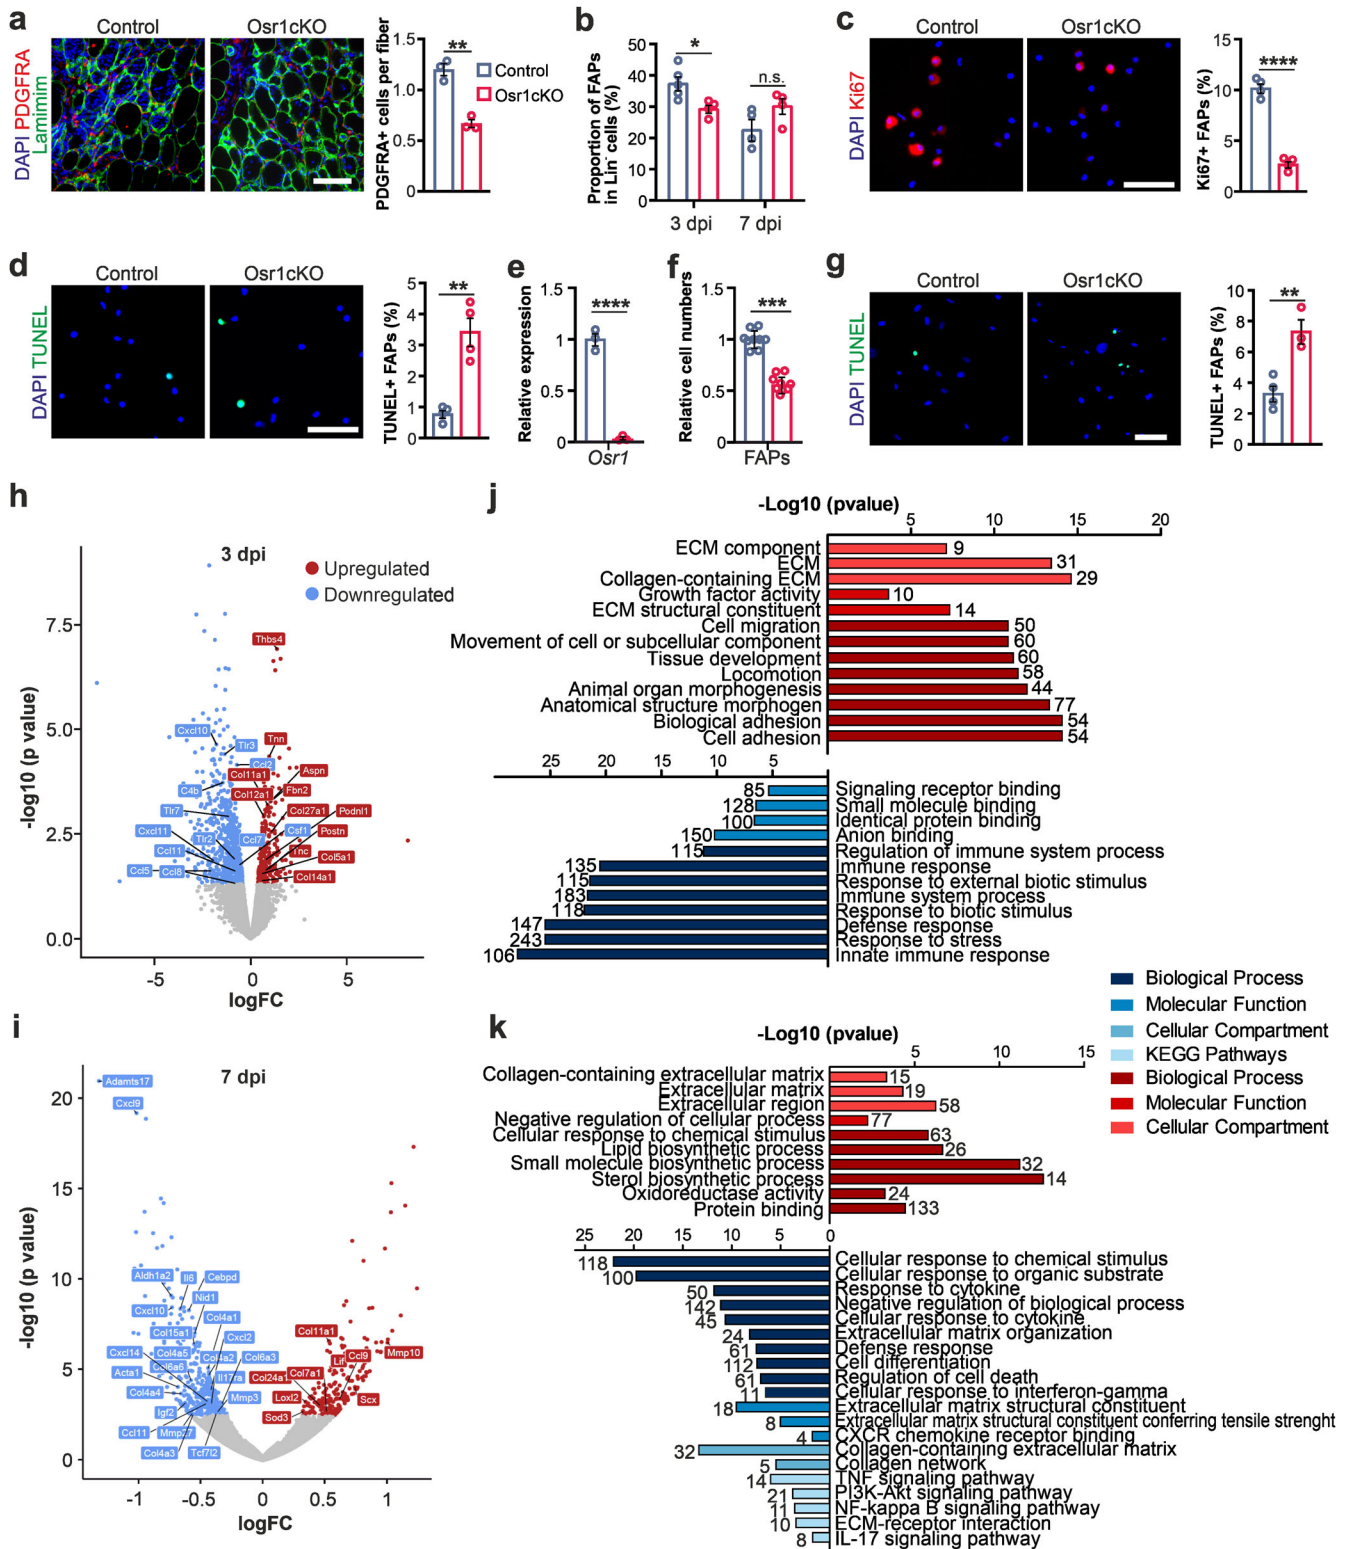 a
Control
Osr1cKO
DAPI PDGFRA
Lamimim
PDGFRA+ cells per fiber
1.5
1.0
0.5
0
**
Control
Osr1cKO
b
Proportion of FAPs
in Lin- cells (%)
50
40
30
20
10
0
*
n.s.
3 dpi
7 dpi
c
Control
Osr1cKO
DAPI Ki67
Ki67+ FAPs (%)
15
10
5
0
****
d
Control
Osr1cKO
DAPI TUNEL
TUNEL+ FAPs (%)
5
4
3
2
1
0
**
e
Relative expression
1.5
1
0.5
0
****
Osr1
f
Relative cell numbers
1.5
1
0.5
0
***
FAPs
g
Control
Osr1cKO
DAPI TUNEL
TUNEL+ FAPs (%)
10
8
6
4
2
0
**
h
3 dpi
Upregulated
Downregulated
-log10 (p value)
7.5
5.0
2.5
0.0
Thbs4
Cxcl10
Tlr3
Tnn
Ccl2
Col11a1
Aspn
C4b
Col12a1
Fbn2
Tlr7
Col27a1
Podnl1
Cxcl11
Tlr2
Ccl7
Csf1
Postn
Ccl11
Tnc
Col5a1
Ccl5
Ccl8
Col14a1
-5
0
5
logFC
i
7 dpi
-log10 (p value)
20
15
10
5
0
Adamts17
Cxcl9
Aldh1a2
Il6
Cebpd
Nid1
Cxcl10
Col4a1
Col15a1
Cxcl2
Cxcl14
Col4a5
Col4a2
Col6a3
Col6a6
Acta1
Il17ra
Col4a4
Mmp3
Igf2
Ccl11
Mmp27
Col4a3
Tcf7l2
Col11a1
Lif
Ccl9
Mmp10
Col24a1
Col7a1
Loxl2
Scx
Sod3
-1
-0.5
0
0.5
1
logFC
j
-Log10 (pvalue)
5
10
15
20
ECM component 9
ECM 31
Collagen-containing ECM 29
Growth factor activity 10
ECM structural constituent 14
Cell migration 50
Movement of cell or subcellular component 60
Tissue development 60
Locomotion 58
Animal organ morphogenesis 44
Anatomical structure morphogen 77
Biological adhesion 54
Cell adhesion 54
25
20
15
10
5
85 Signaling receptor binding
128 Small molecule binding
100 Identical protein binding
150 Anion binding
115 Regulation of immune system process
135 Immune response
115 Response to external biotic stimulus
183 Immune system process
118 Response to biotic stimulus
147 Defense response
243 Response to stress
106 Innate immune response
Biological Process
Molecular Function
Cellular Compartment
KEGG Pathways
Biological Process
Molecular Function
Cellular Compartment
k
-Log10 (pvalue)
5
10
15
Collagen-containing extracellular matrix 15
Extracellular matrix 19
Extracellular region 58
Negative regulation of cellular process 77
Cellular response to chemical stimulus 63
Lipid biosynthetic process 26
Small molecule biosynthetic process 32
Sterol biosynthetic process 14
Oxidoreductase activity 24
Protein binding 133
25
20
15
10
5
0
118 Cellular response to chemical stimulus
100 Cellular response to organic substrate
50 Response to cytokine
142 Negative regulation of biological process
45 Cellular response to cytokine
24 Extracellular matrix organization
61 Defense response
112 Cell differentiation
61 Regulation of cell death
11 Cellular response to interferon-gamma
18 Extracellular matrix structural constituent
8 Extracellular matrix structural constituent conferring tensile strenght
4 CXCR chemokine receptor binding
32 Collagen-containing extracellular matrix
5 Collagen network
14 TNF signaling pathway
21 PI3K-Akt signaling pathway
11 NF-kappa B signaling pathway
10 ECM-receptor interaction
8 IL-17 signaling pathway